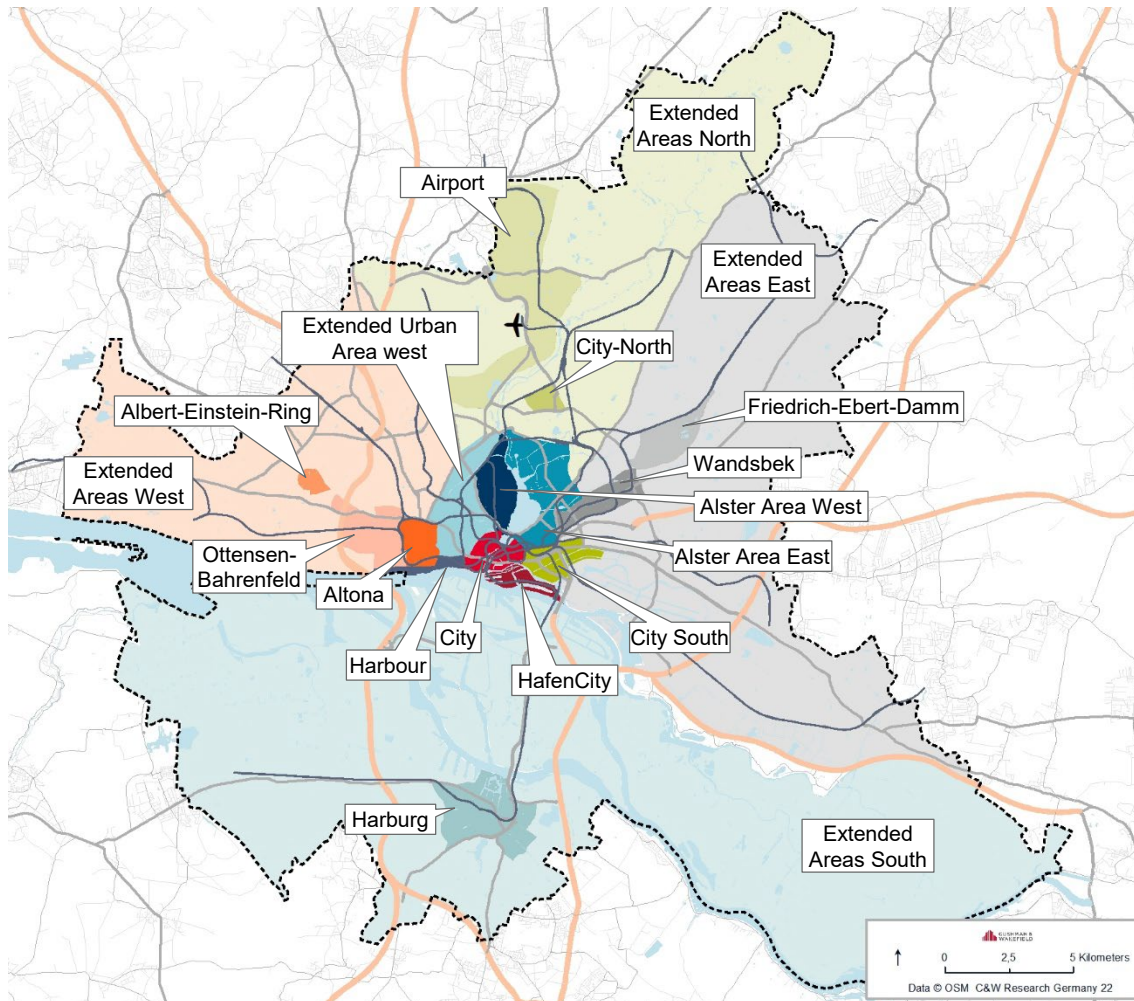 Extended
Areas North
Airport
Extended
Areas East
Extended Urban
Area west
City-North
Albert-Einstein-Ring
Friedrich-Ebert-Damm
Wandsbek
Extended
Areas West
Alster Area West
Ottensen-
Bahrenfeld
Alster Area East
Altona
City
City South
Harbour
HafenCity
Harburg
Extended
Areas South
CUSHMAN &
WAKEFIELD
0 2,5 5 Kilometers
Data © OSM C&W Research Germany 22